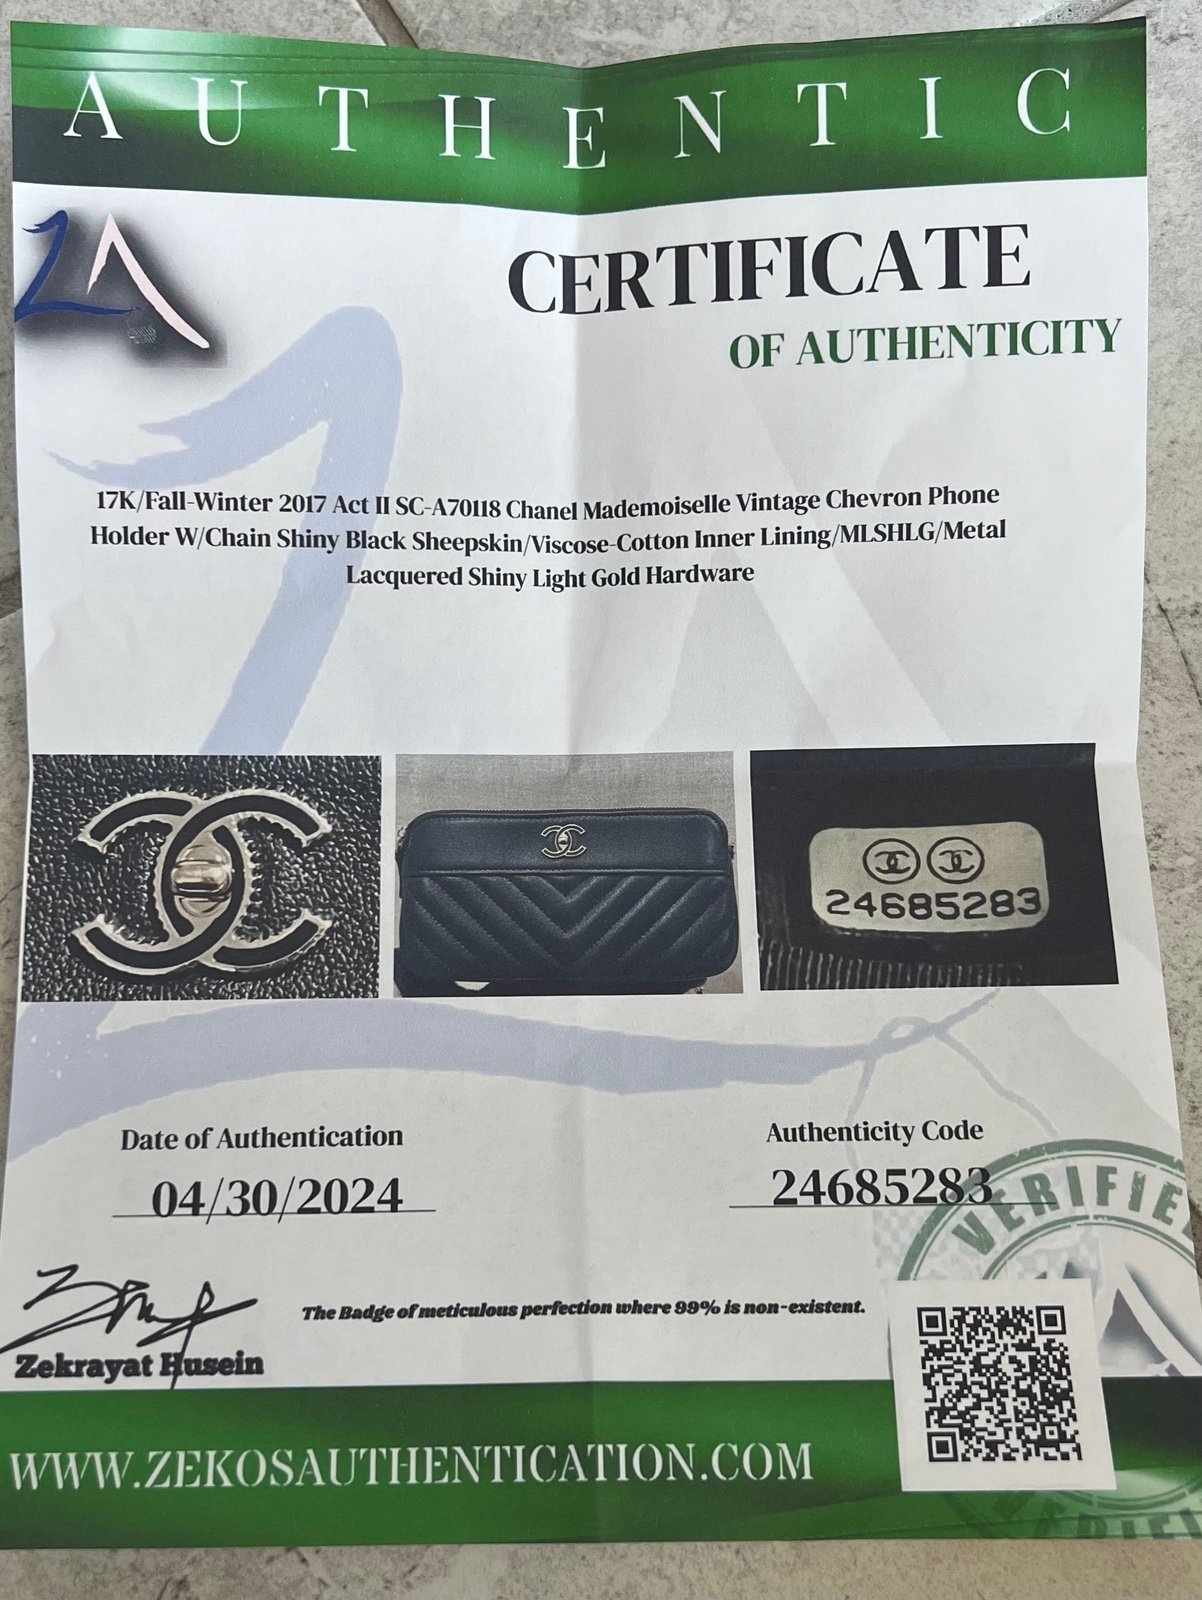 AUTHENTIC
ZA
CERTIFICATE
OF AUTHENTICITY
17K/Fall-Winter 2017 Act II SC-A70118 Chanel Mademoiselle Vintage Chevron Phone
Holder W/Chain Shiny Black Sheepskin/Viscose-Cotton Inner Lining/MLSHLG/Metal
Lacquered Shiny Light Gold Hardware
24685283
Date of Authentication
Authenticity Code
04/30/2024
24685283
VERIFIE
The Badge of meticulous perfection where 99% is non-existent.
Zekrayat Husein
WWW.ZEKOSAUTHENTICATION.COM